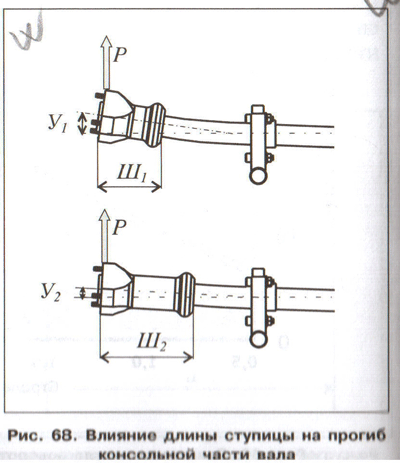 P
У₁
Ш₁
P
У₂
Ш₂
Рис. 68. Влияние длины ступицы на прогиб
консольной части вала